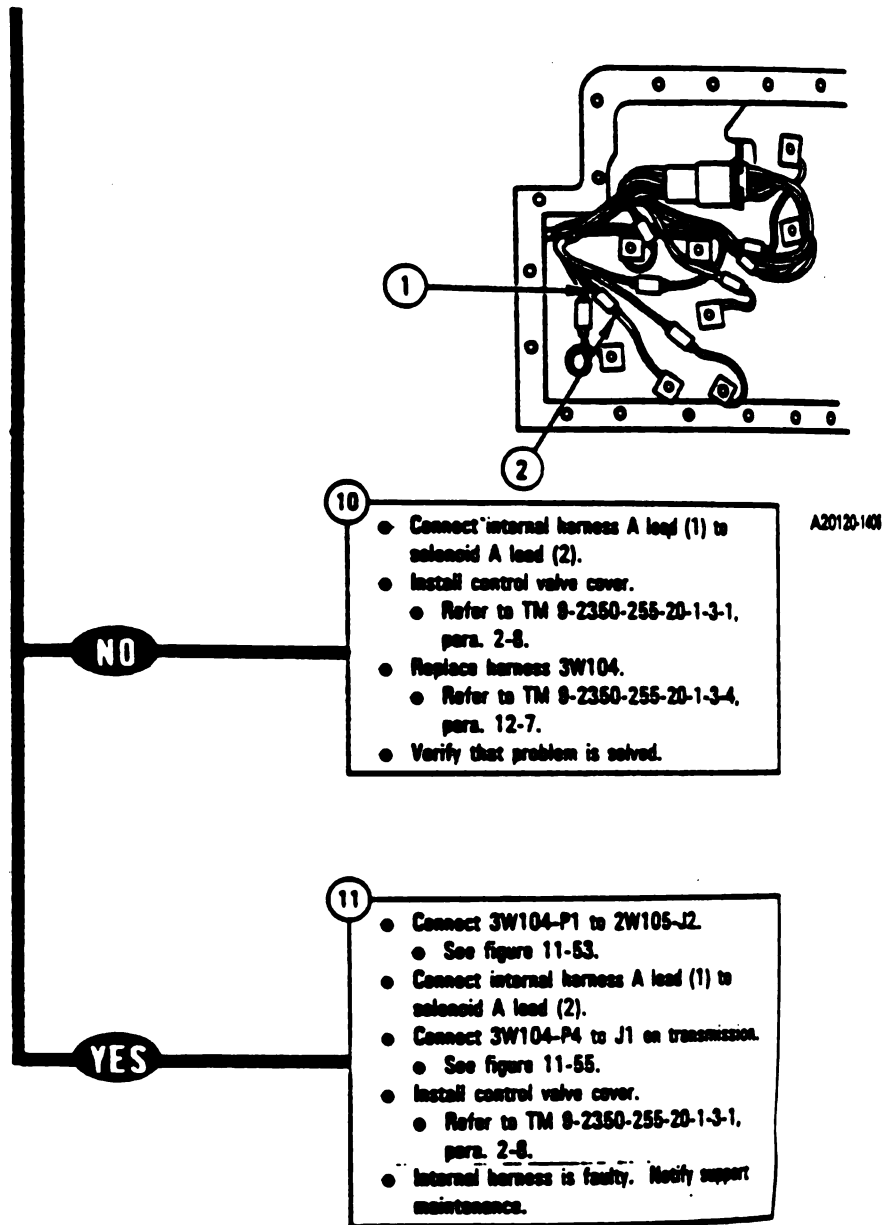 1
2
A20120-1406
10
● Connect internal harness A lead (1) to
solenoid A lead (2).
● Install control valve cover.
● Refer to TM 9-2350-255-20-1-3-1,
para. 2-8.
NO
● Replace harness 3W104.
● Refer to TM 9-2350-255-20-1-3-4,
para. 12-7.
● Verify that problem is solved.
11
● Connect 3W104-P1 to 2W105-J2.
● See figure 11-53.
● Connect internal harness A lead (1) to
solenoid A lead (2).
YES
● Connect 3W104-P4 to J1 on transmission.
● See figure 11-55.
● Install control valve cover.
● Refer to TM 9-2350-255-20-1-3-1,
para. 2-8.
● Internal harness is faulty. Notify support
maintenance.